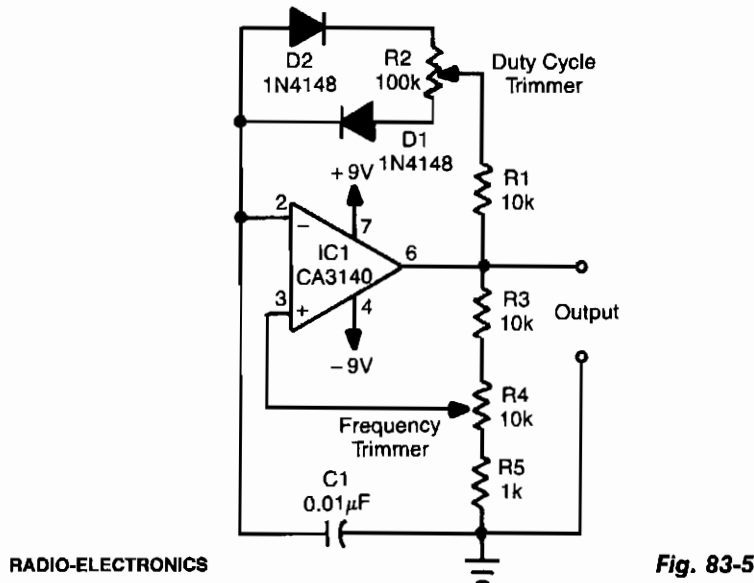 D2
1N4148
R2
100k
Duty Cycle
Trimmer
D1
1N4148
+9V
R1
10k
2
−
7
IC1
CA3140
6
3
+
4
−9V
R3
10k
Output
R4
10k
Frequency
Trimmer
R5
1k
C1
0.01μF
RADIO-ELECTRONICS
Fig. 83-5